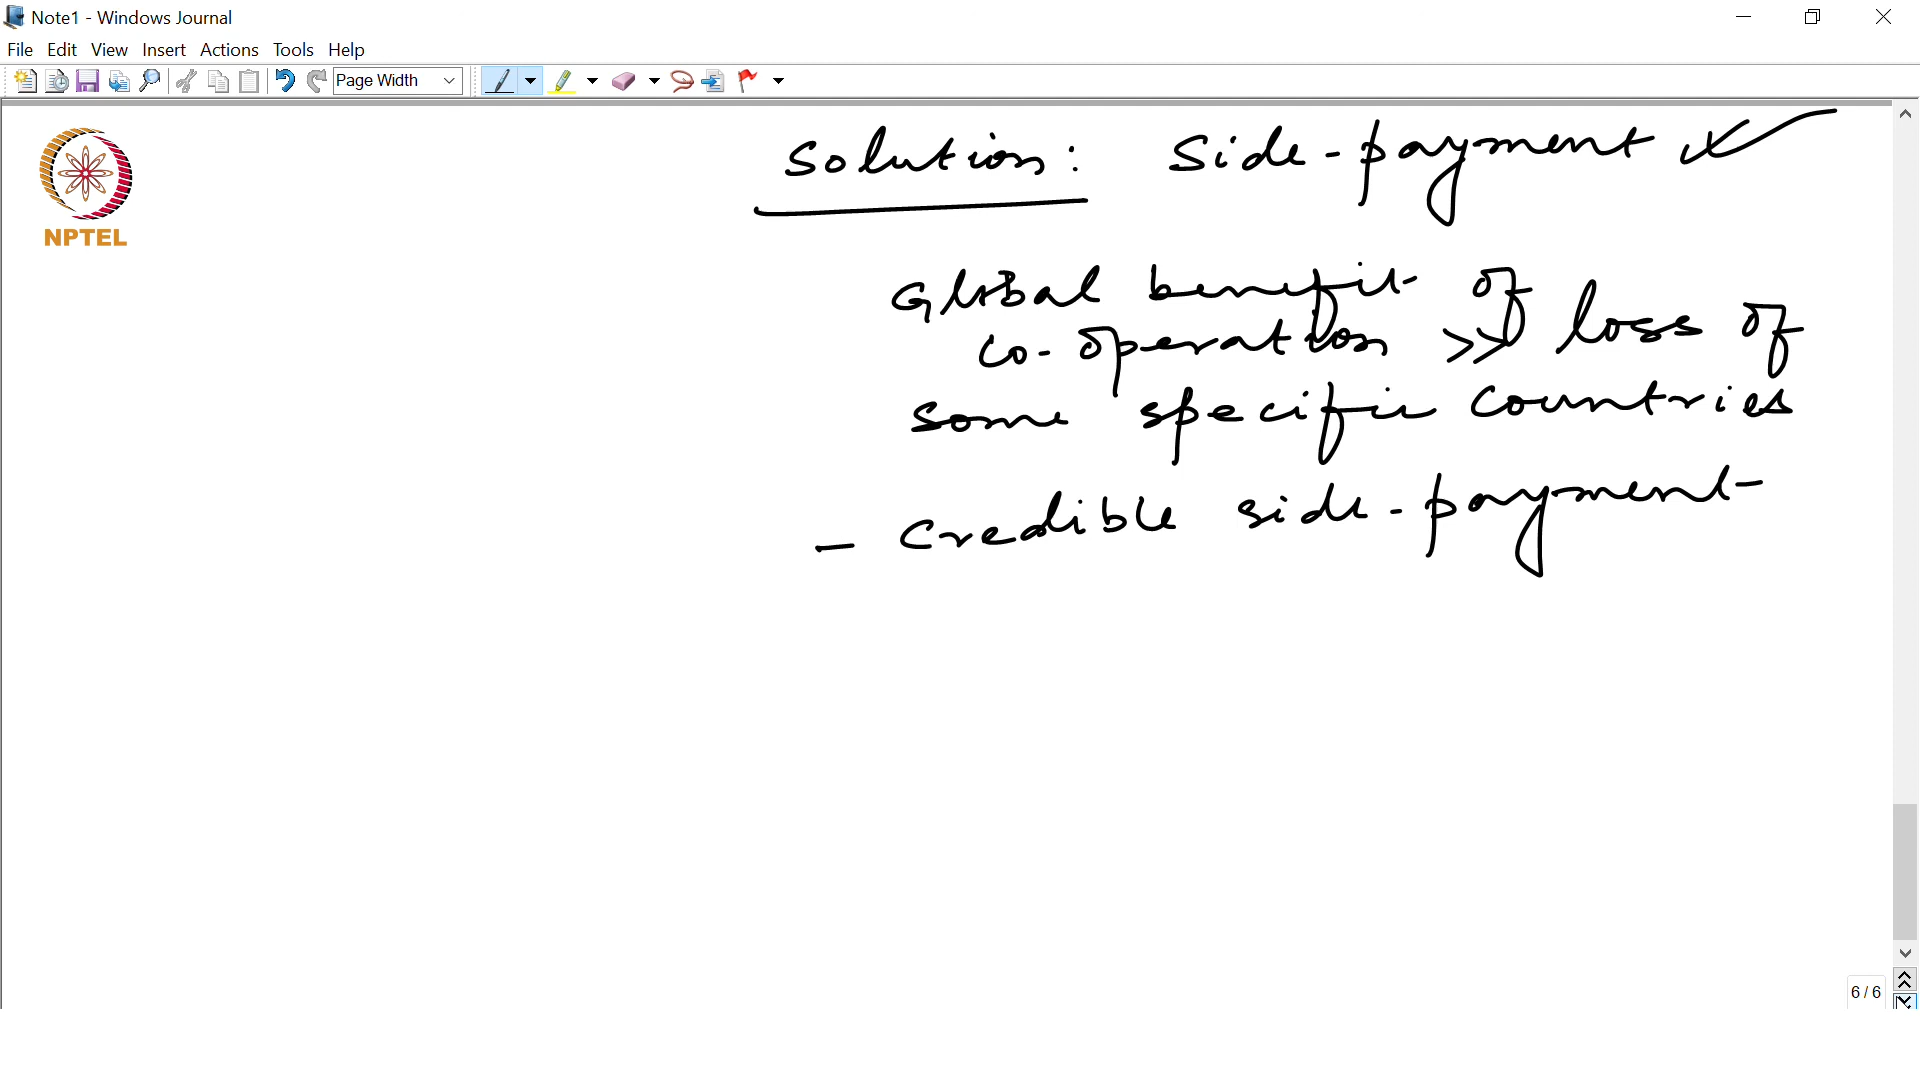 Note1 - Windows Journal
File Edit View Insert Actions Tools Help
Page Width
NPTEL
Solution: Side-payment
Global benefit of
co-operation >> loss of
some specific countries
- Credible side-payment
6 / 6